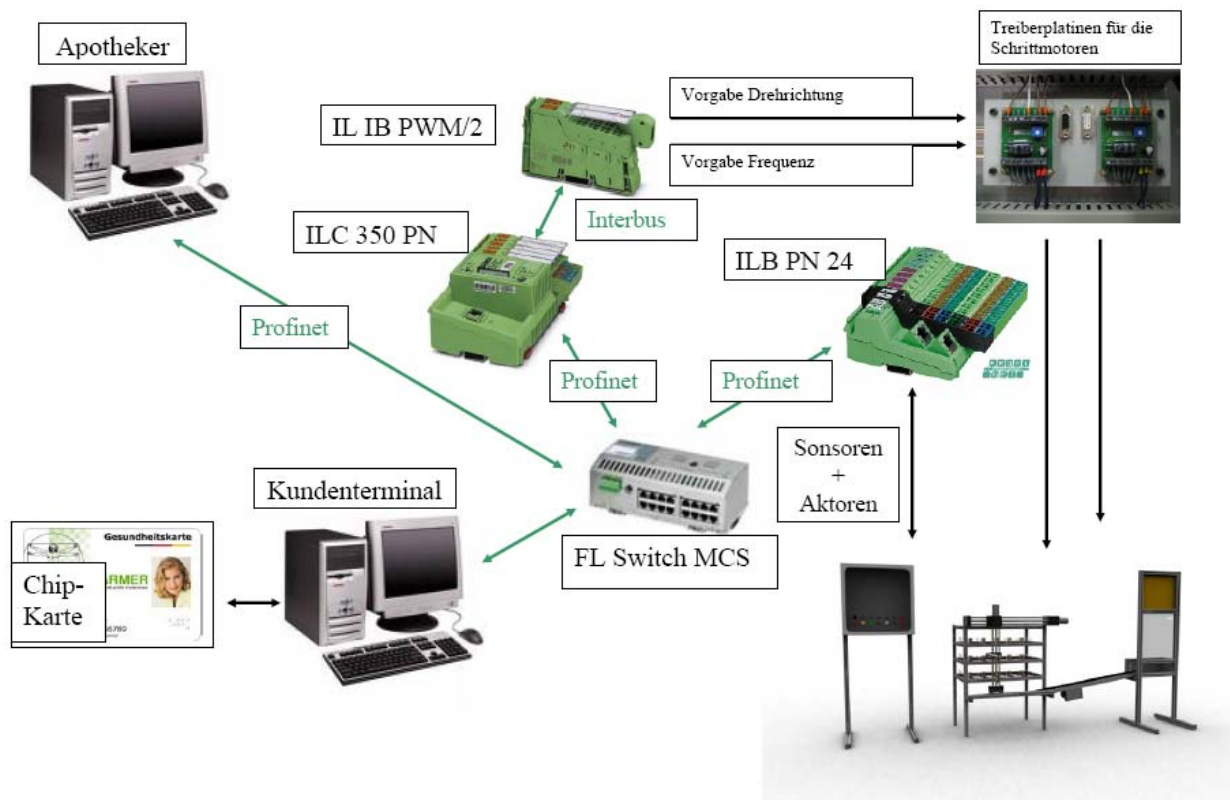 Apotheker
Treiberplatinen für die
Schrittmotoren
IL IB PWM/2
Vorgabe Drehrichtung
Vorgabe Frequenz
Interbus
ILC 350 PN
ILB PN 24
Profinet
Profinet
Profinet
Sonsoren
+
Aktoren
Kundenterminal
FL Switch MCS
Gesundheitskarte
Chip-
Karte